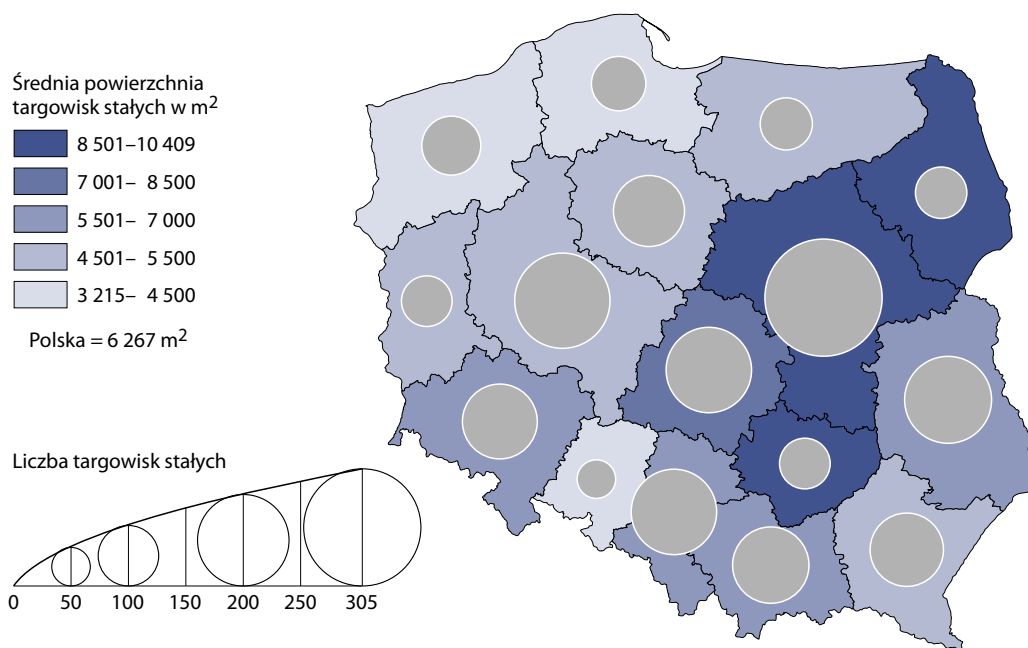 Średnia powierzchnia
targowisk stałych w m²
8 501–10 409
7 001– 8 500
5 501– 7 000
4 501– 5 500
3 215– 4 500
Polska = 6 267 m²
Liczba targowisk stałych
0 50 100 150 200 250 305